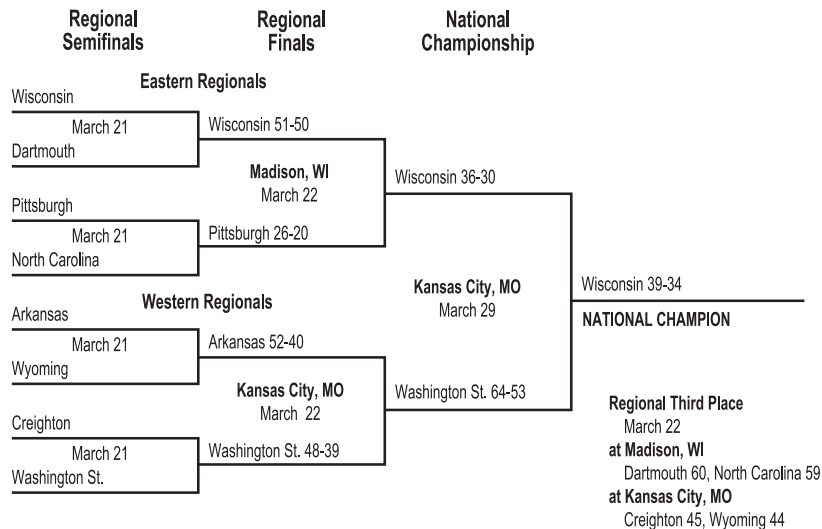 Regional Semifinals
Regional Finals
National Championship
Eastern Regionals
Wisconsin
March 21
Dartmouth
Wisconsin 51-50
Madison, WI
March 22
Pittsburgh
March 21
North Carolina
Pittsburgh 26-20
Wisconsin 36-30
Western Regionals
Arkansas
March 21
Wyoming
Arkansas 52-40
Kansas City, MO
March 22
Creighton
March 21
Washington St.
Washington St. 48-39
Washington St. 64-53
Kansas City, MO
March 29
Wisconsin 39-34
NATIONAL CHAMPION
Regional Third Place
March 22
at Madison, WI
Dartmouth 60, North Carolina 59
at Kansas City, MO
Creighton 45, Wyoming 44